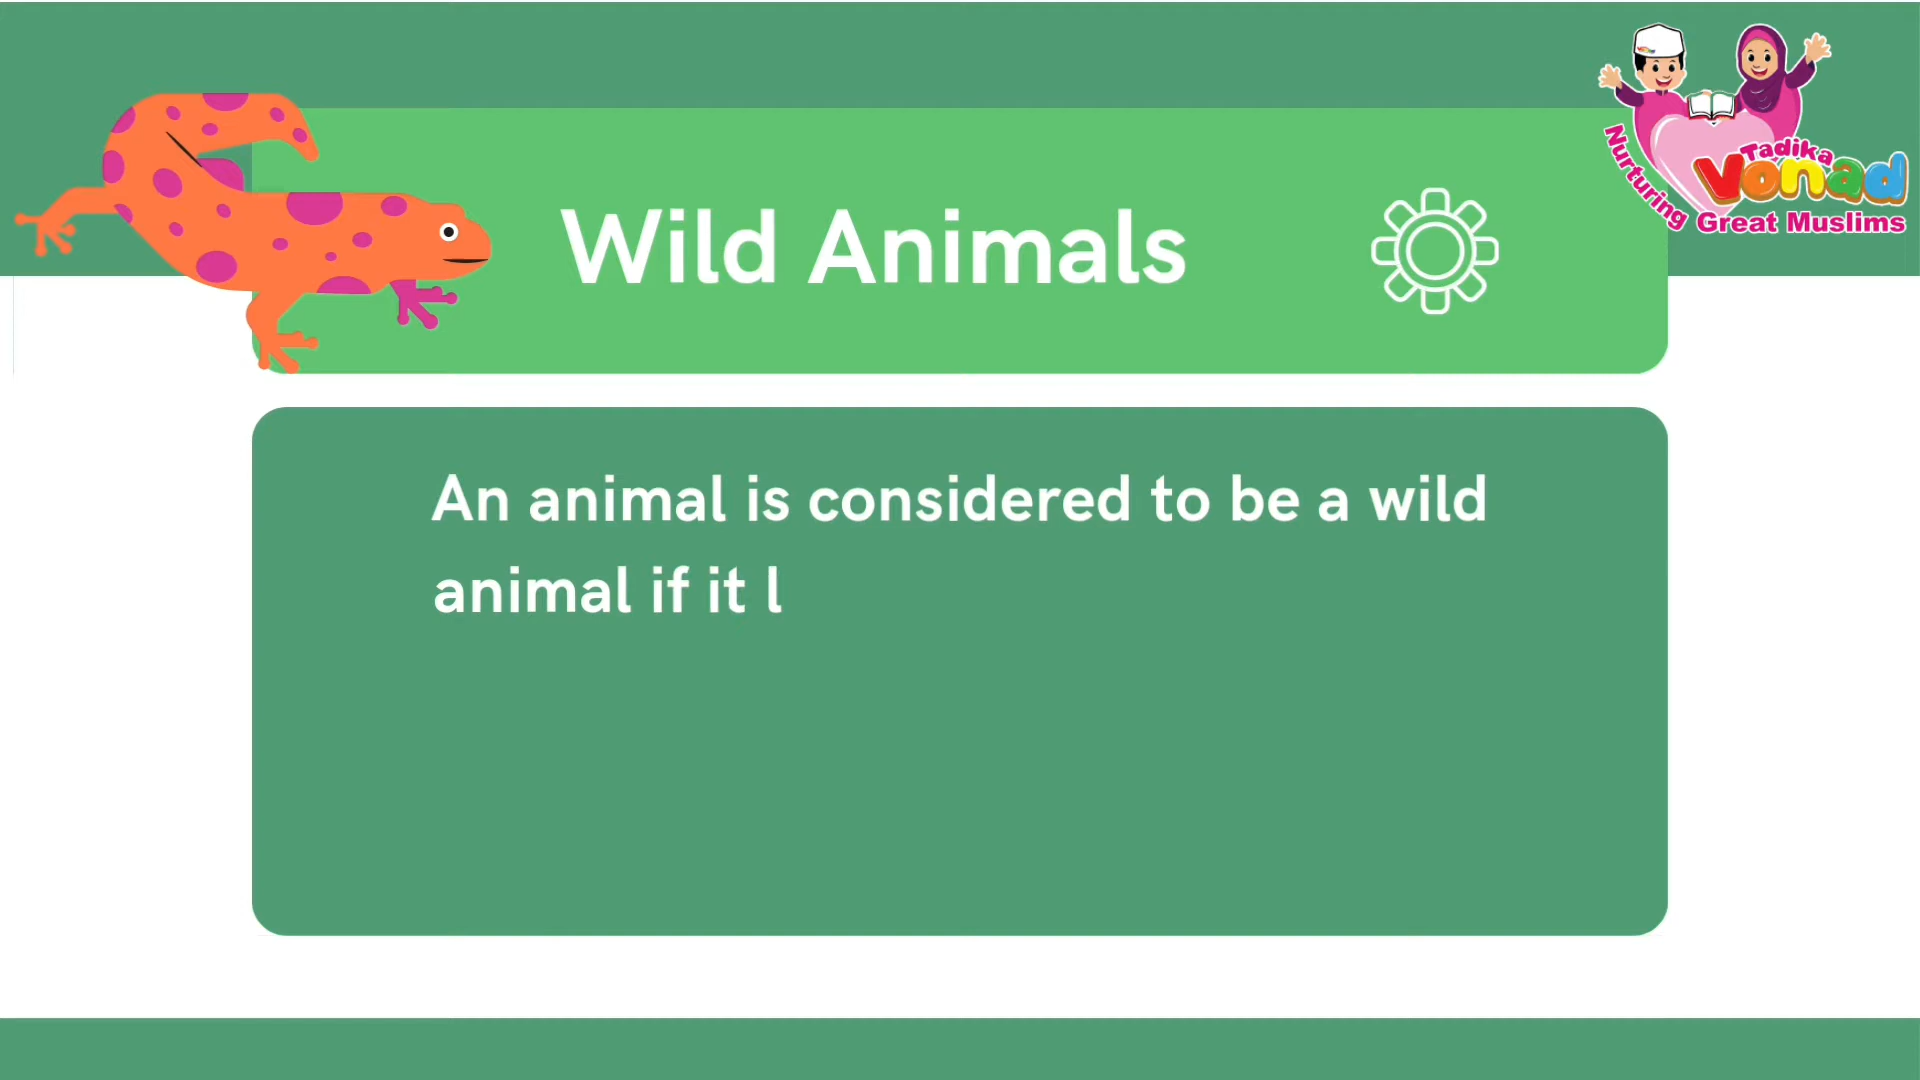 Wild Animals
Tadika
Vonad
Nurturing Great Muslims
An animal is considered to be a wild
animal if it l